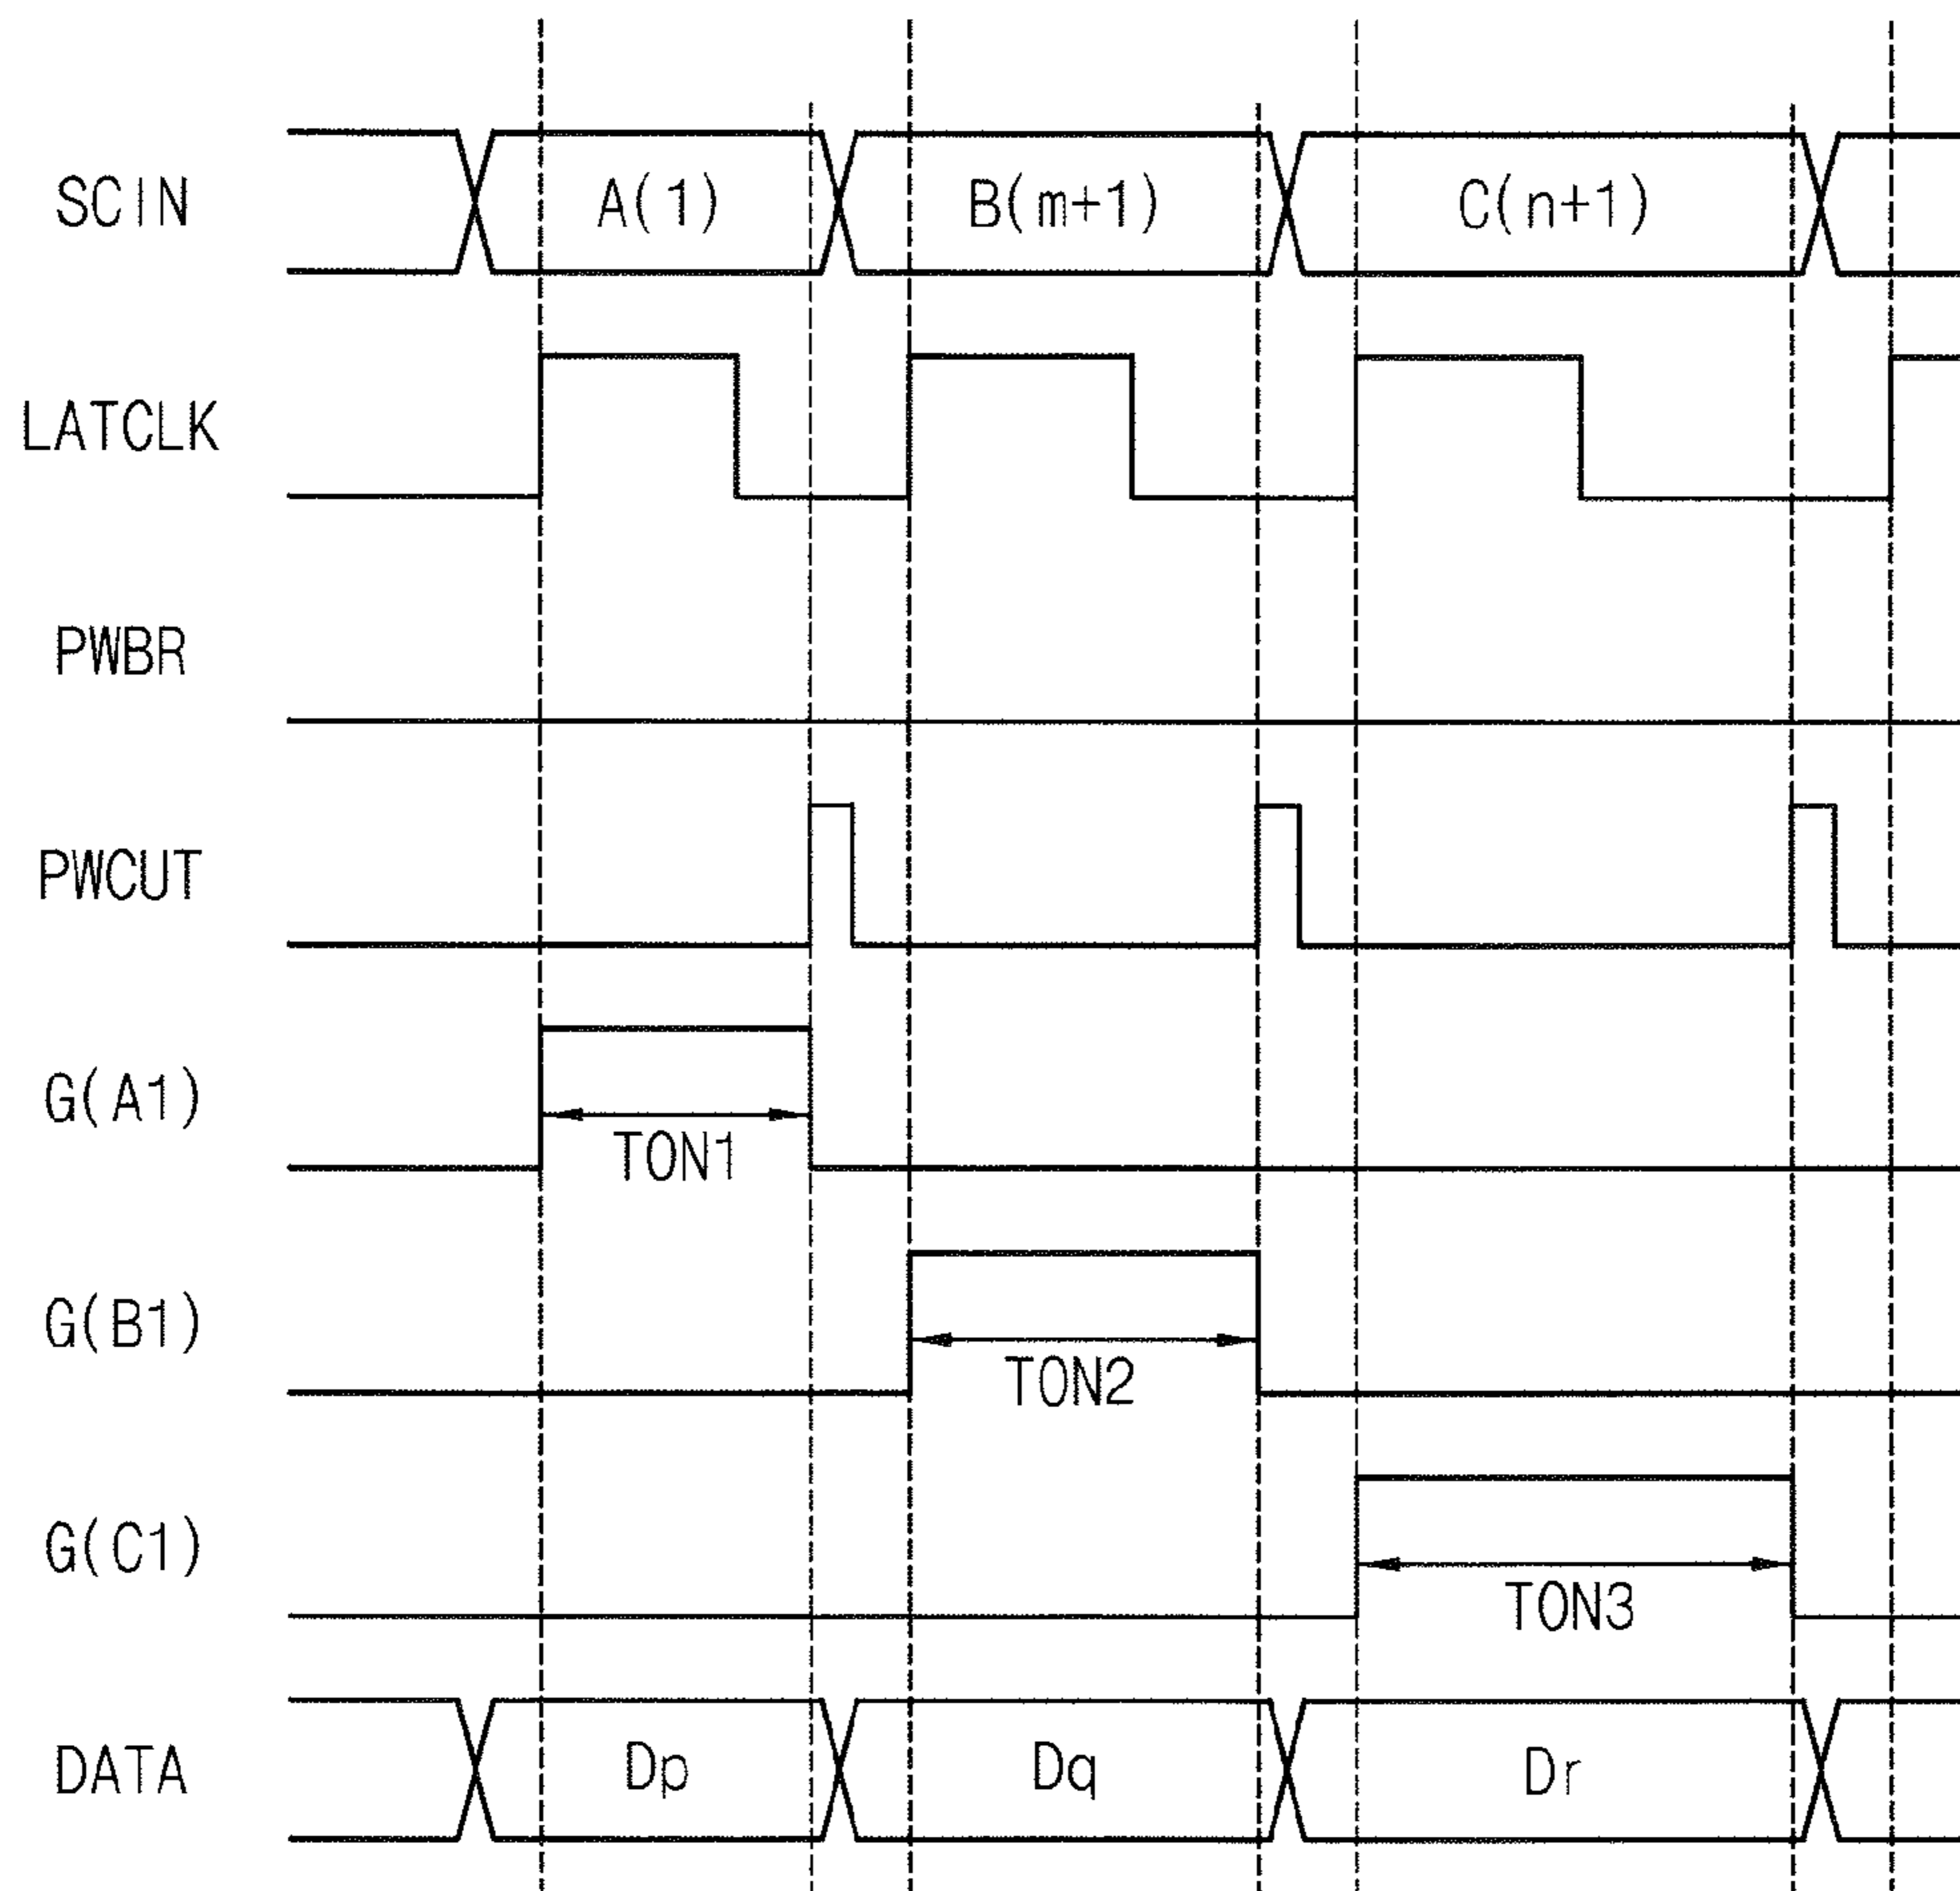 SCIN A(1) B(m+1) C(n+1)
LATCLK
PWBR
PWCUT
G(A1) TON1
G(B1) TON2
G(C1) TON3
DATA Dp Dq Dr